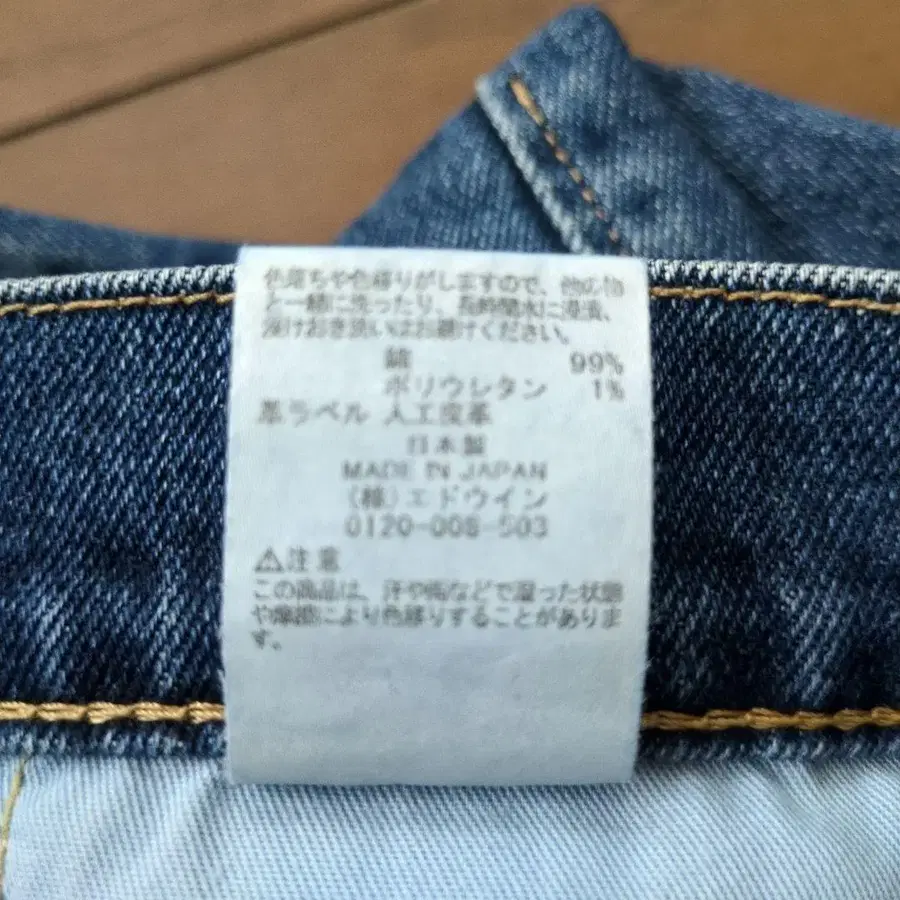 色落ちや色移りがしますので、他の物
と一緒に洗ったり、長時間水に浸漬、
漬けおき洗いはお避けください。
綿 99%
ポリウレタン 1%
革ラベル 人工皮革
日本製
MADE IN JAPAN
(株)エドウイン
0120-008-503
⚠注意
この商品は、汗や雨などで湿った状態
や摩擦により色移りすることがありま
す。